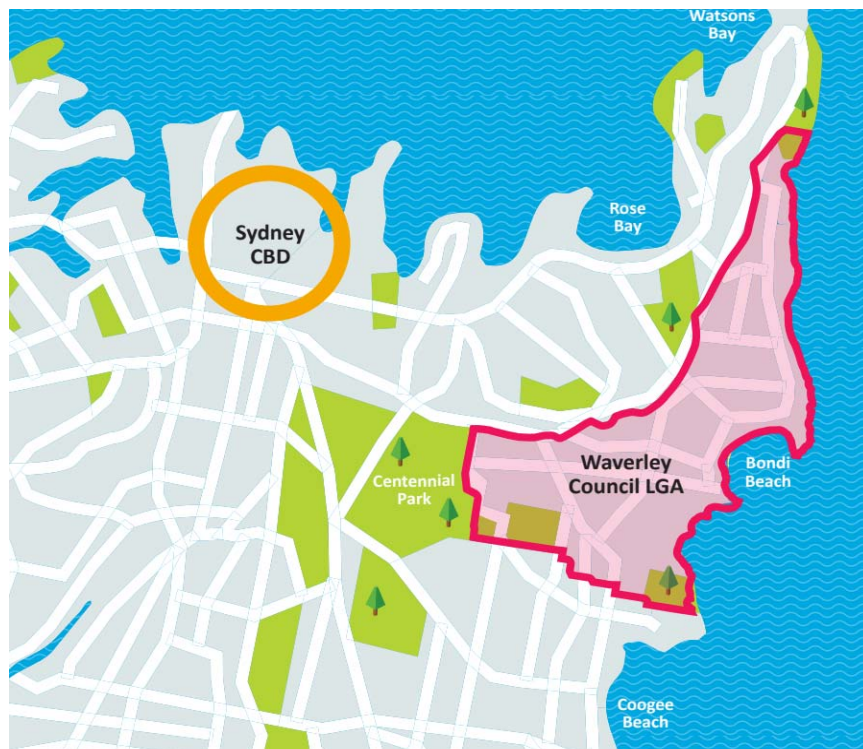 Watsons
Bay
Rose
Bay
Sydney
CBD
Waverley
Council LGA
Bondi
Beach
Centennial
Park
Coogee
Beach